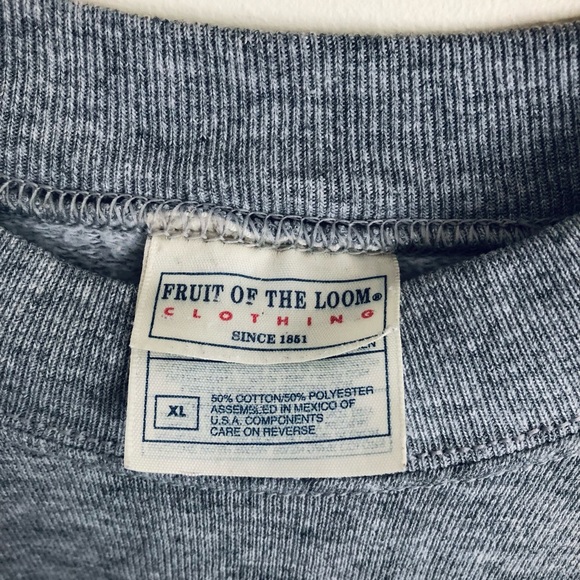 FRUIT OF THE LOOM®
CLOTHING
SINCE 1851
XL
50% COTTON/50% POLYESTER
ASSEMBLED IN MEXICO OF
U.S.A. COMPONENTS
CARE ON REVERSE